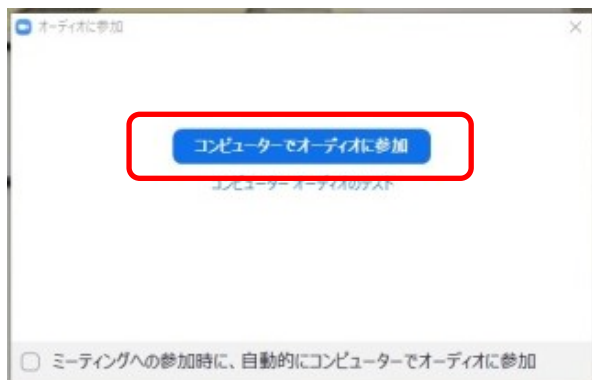 オーディオに参加
コンピューターでオーディオに参加
コンピューター オーディオのテスト
ミーティングへの参加時に、自動的にコンピューターでオーディオに参加